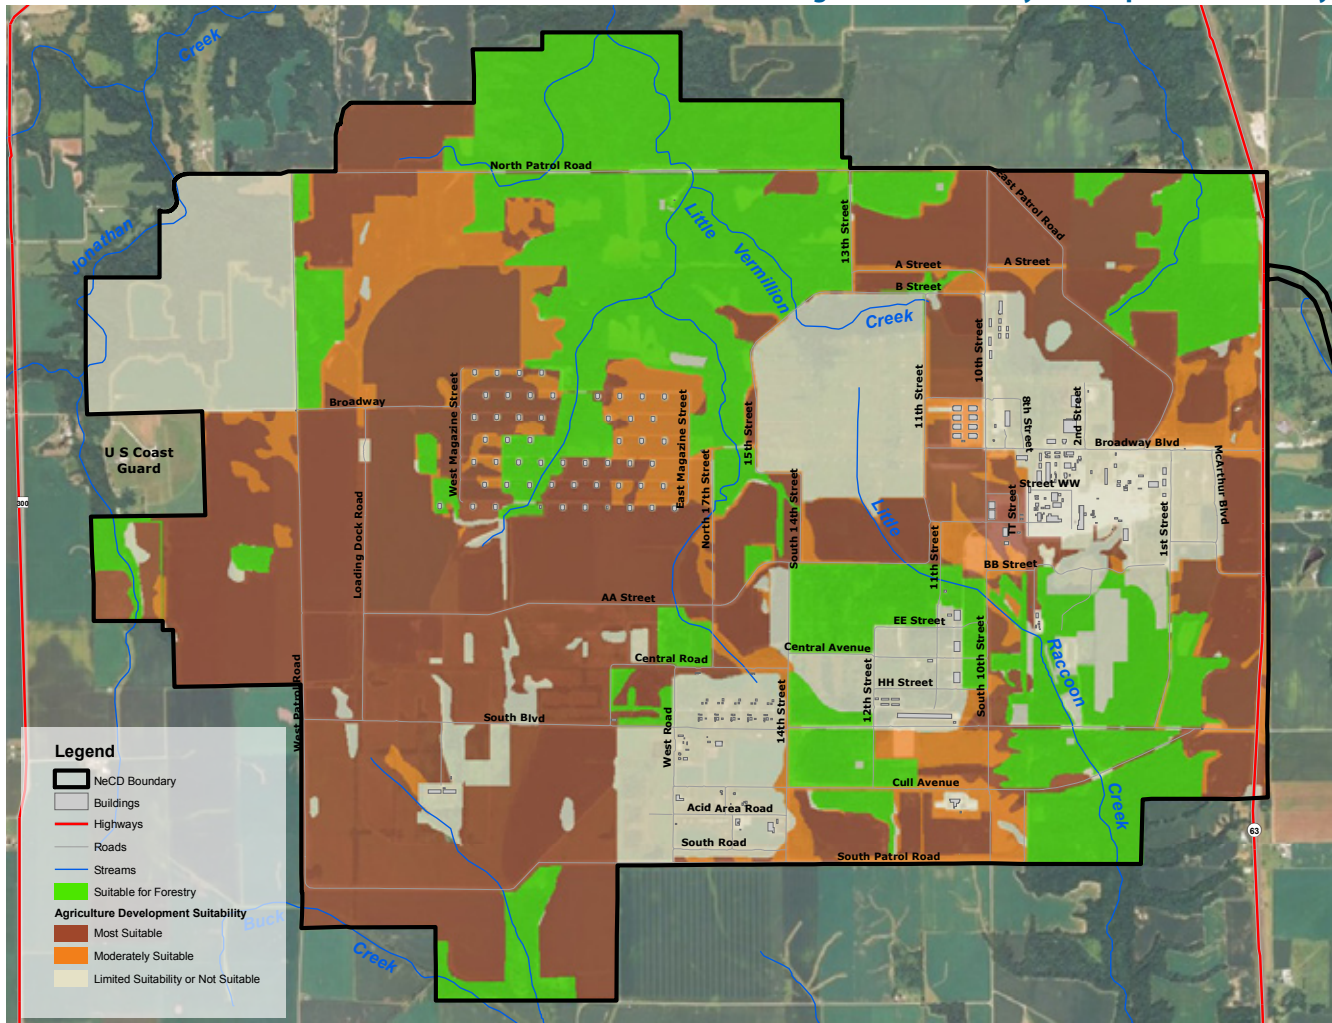 Creek
Jonathan
North Patrol Road
East Patrol Road
Little
Vermillion
Creek
13th Street
A Street
A Street
B Street
10th Street
11th Street
8th Street
2nd Street
Broadway
Broadway Blvd
McArthur Blvd
West Magazine Street
East Magazine Street
15th Street
North 17th Street
South 14th Street
U S Coast
Guard
Street WW
TT Street
1st Street
300
Loading Dock Road
Little
11th Street
BB Street
AA Street
EE Street
Central Avenue
Central Road
South 10th Street
Raccoon
Creek
HH Street
12th Street
14th Street
West Road
West Patrol Road
South Blvd
Cull Avenue
Acid Area Road
South Road
South Patrol Road
63
Buck
Creek
Legend
NeCD Boundary
Buildings
Highways
Roads
Streams
Suitable for Forestry
Agriculture Development Suitability
Most Suitable
Moderately Suitable
Limited Suitability or Not Suitable